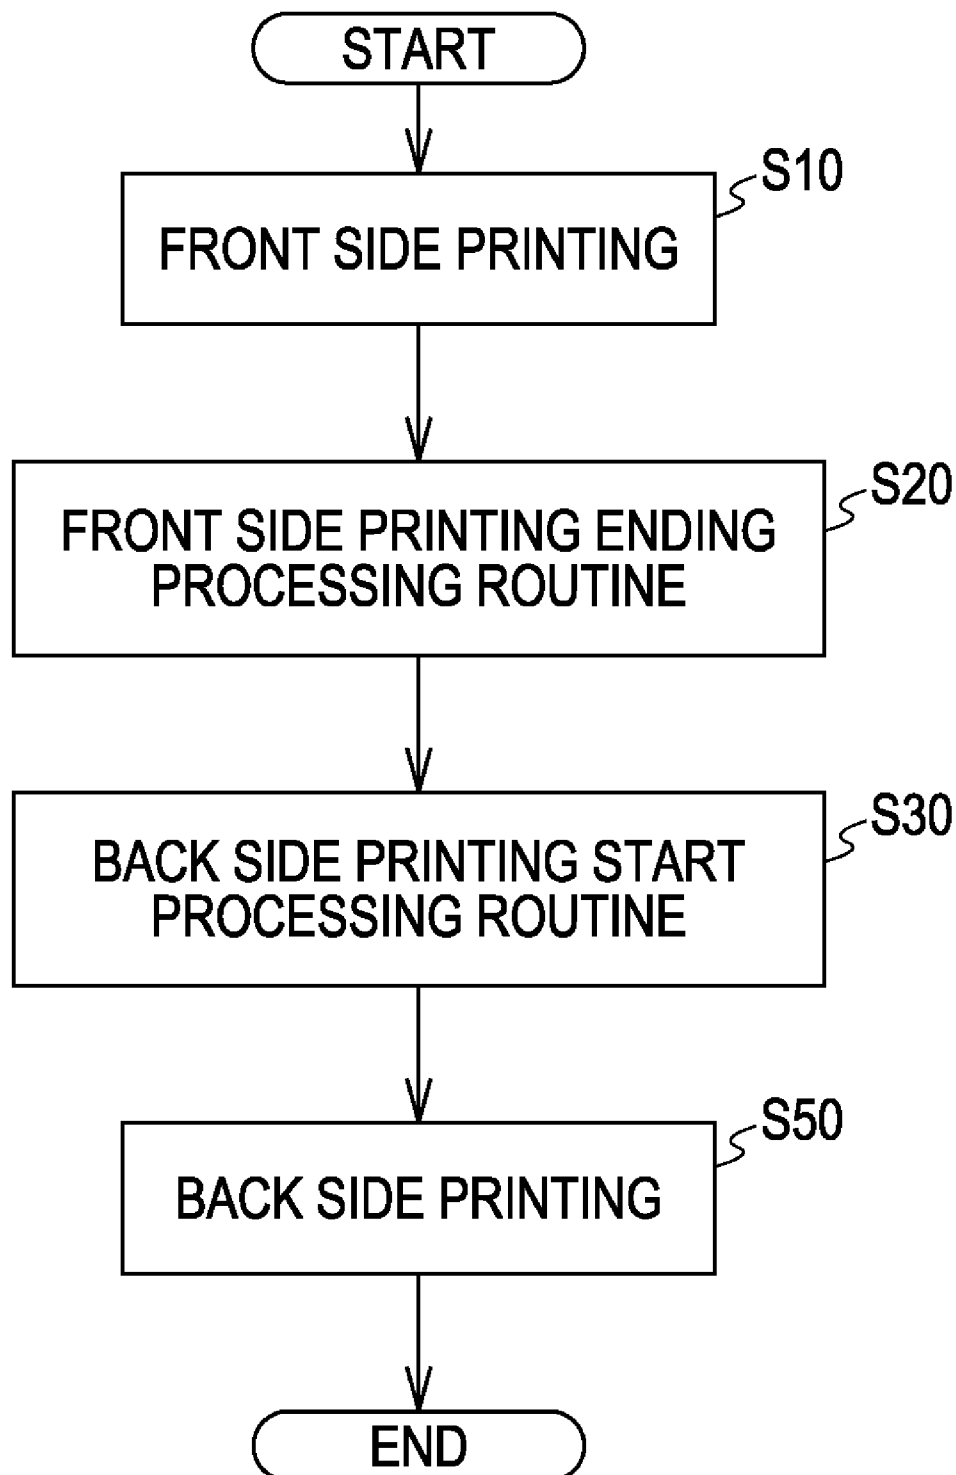 START
S10
FRONT SIDE PRINTING
S20
FRONT SIDE PRINTING ENDING
PROCESSING ROUTINE
S30
BACK SIDE PRINTING START
PROCESSING ROUTINE
S50
BACK SIDE PRINTING
END